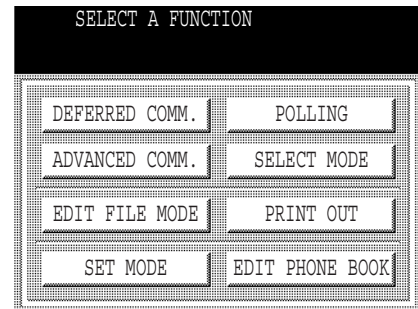 SELECT A FUNCTION
DEFERRED COMM. POLLING
ADVANCED COMM. SELECT MODE
EDIT FILE MODE PRINT OUT
SET MODE EDIT PHONE BOOK